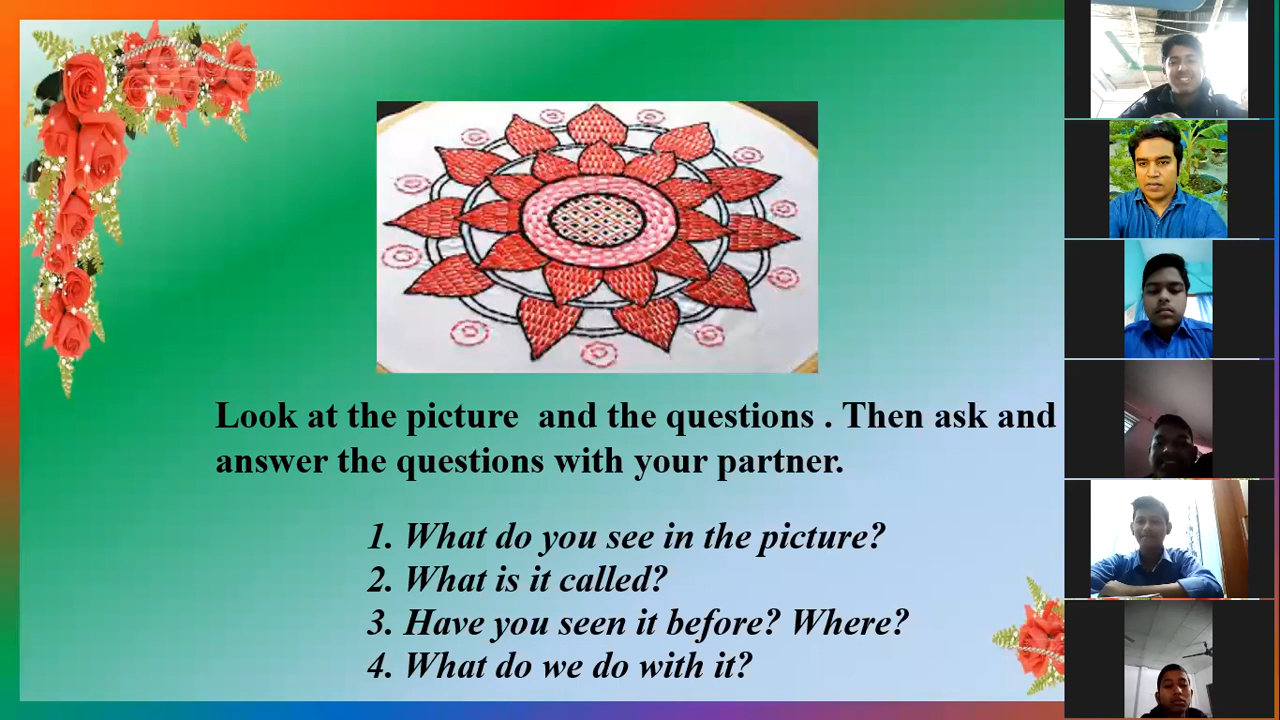 Look at the picture and the questions . Then ask and
answer the questions with your partner.
1. What do you see in the picture?
2. What is it called?
3. Have you seen it before? Where?
4. What do we do with it?